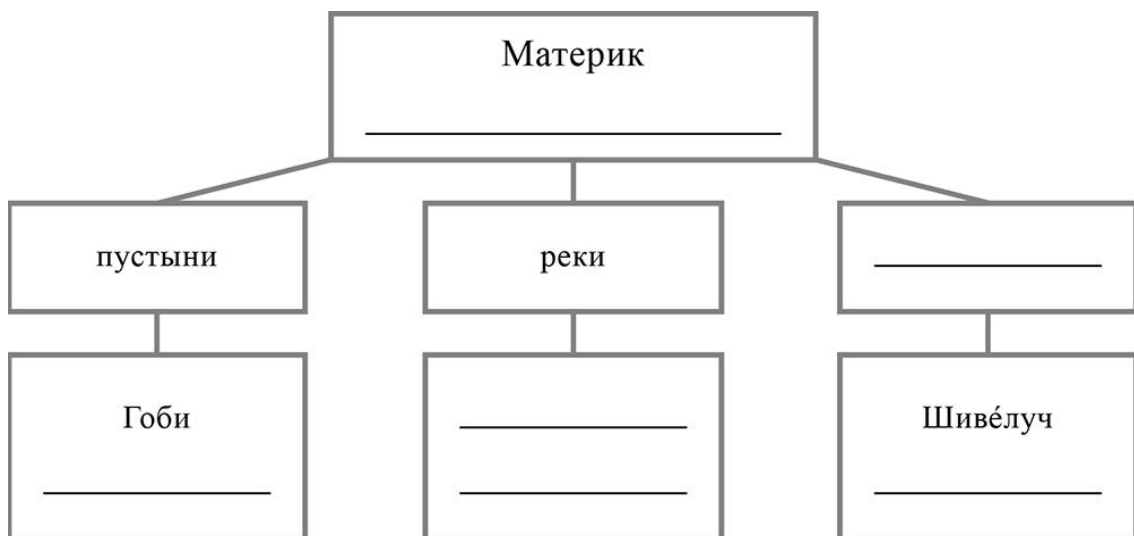 Материк
пустыни
реки
Гоби
Шиве́луч